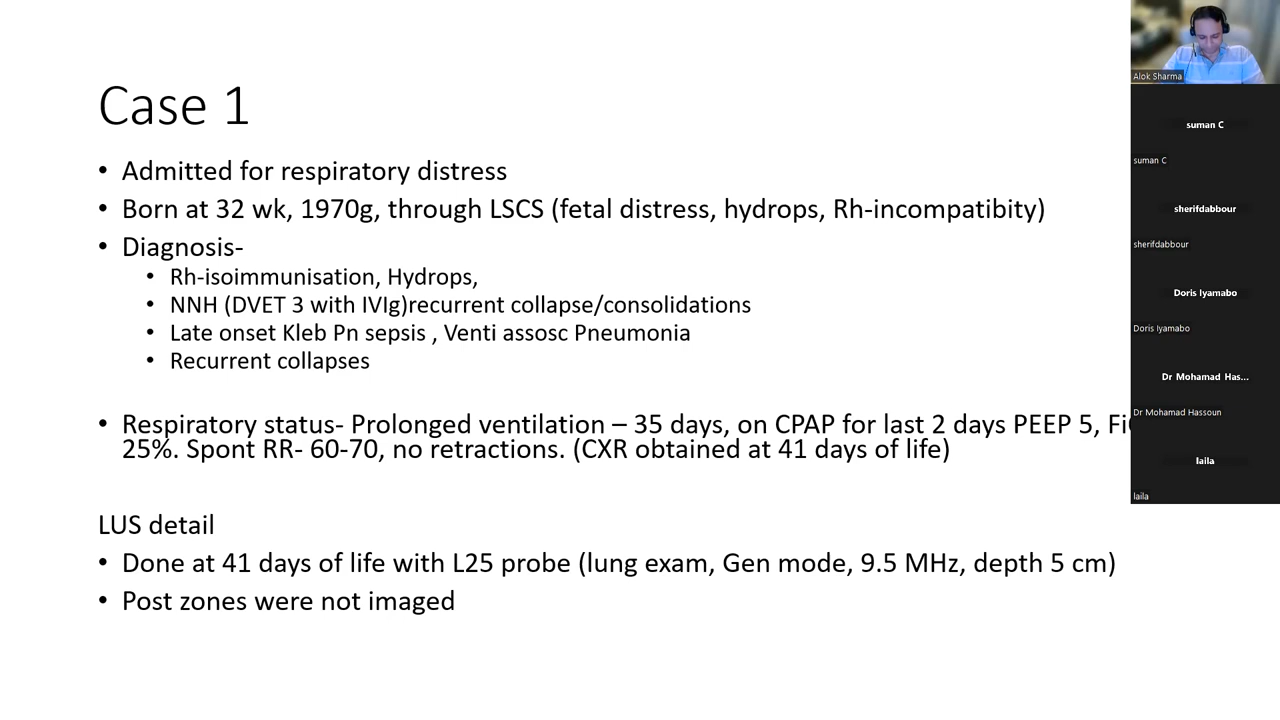 Case 1
• Admitted for respiratory distress
• Born at 32 wk, 1970g, through LSCS (fetal distress, hydrops, Rh-incompatibity)
• Diagnosis-
• Rh-isoimmunisation, Hydrops,
• NNH (DVET 3 with IVIg)recurrent collapse/consolidations
• Late onset Kleb Pn sepsis , Venti assosc Pneumonia
• Recurrent collapses
• Respiratory status- Prolonged ventilation – 35 days, on CPAP for last 2 days PEEP 5,
25%. Spont RR- 60-70, no retractions. (CXR obtained at 41 days of life)
LUS detail
• Done at 41 days of life with L25 probe (lung exam, Gen mode, 9.5 MHz, depth 5 cm)
• Post zones were not imaged
Alok Sharma
suman C
suman C
sherifdabbour
sherifdabbour
Doris Iyamabo
Doris Iyamabo
Dr Mohamad Has...
Dr Mohamad Hassoun
laila
laila